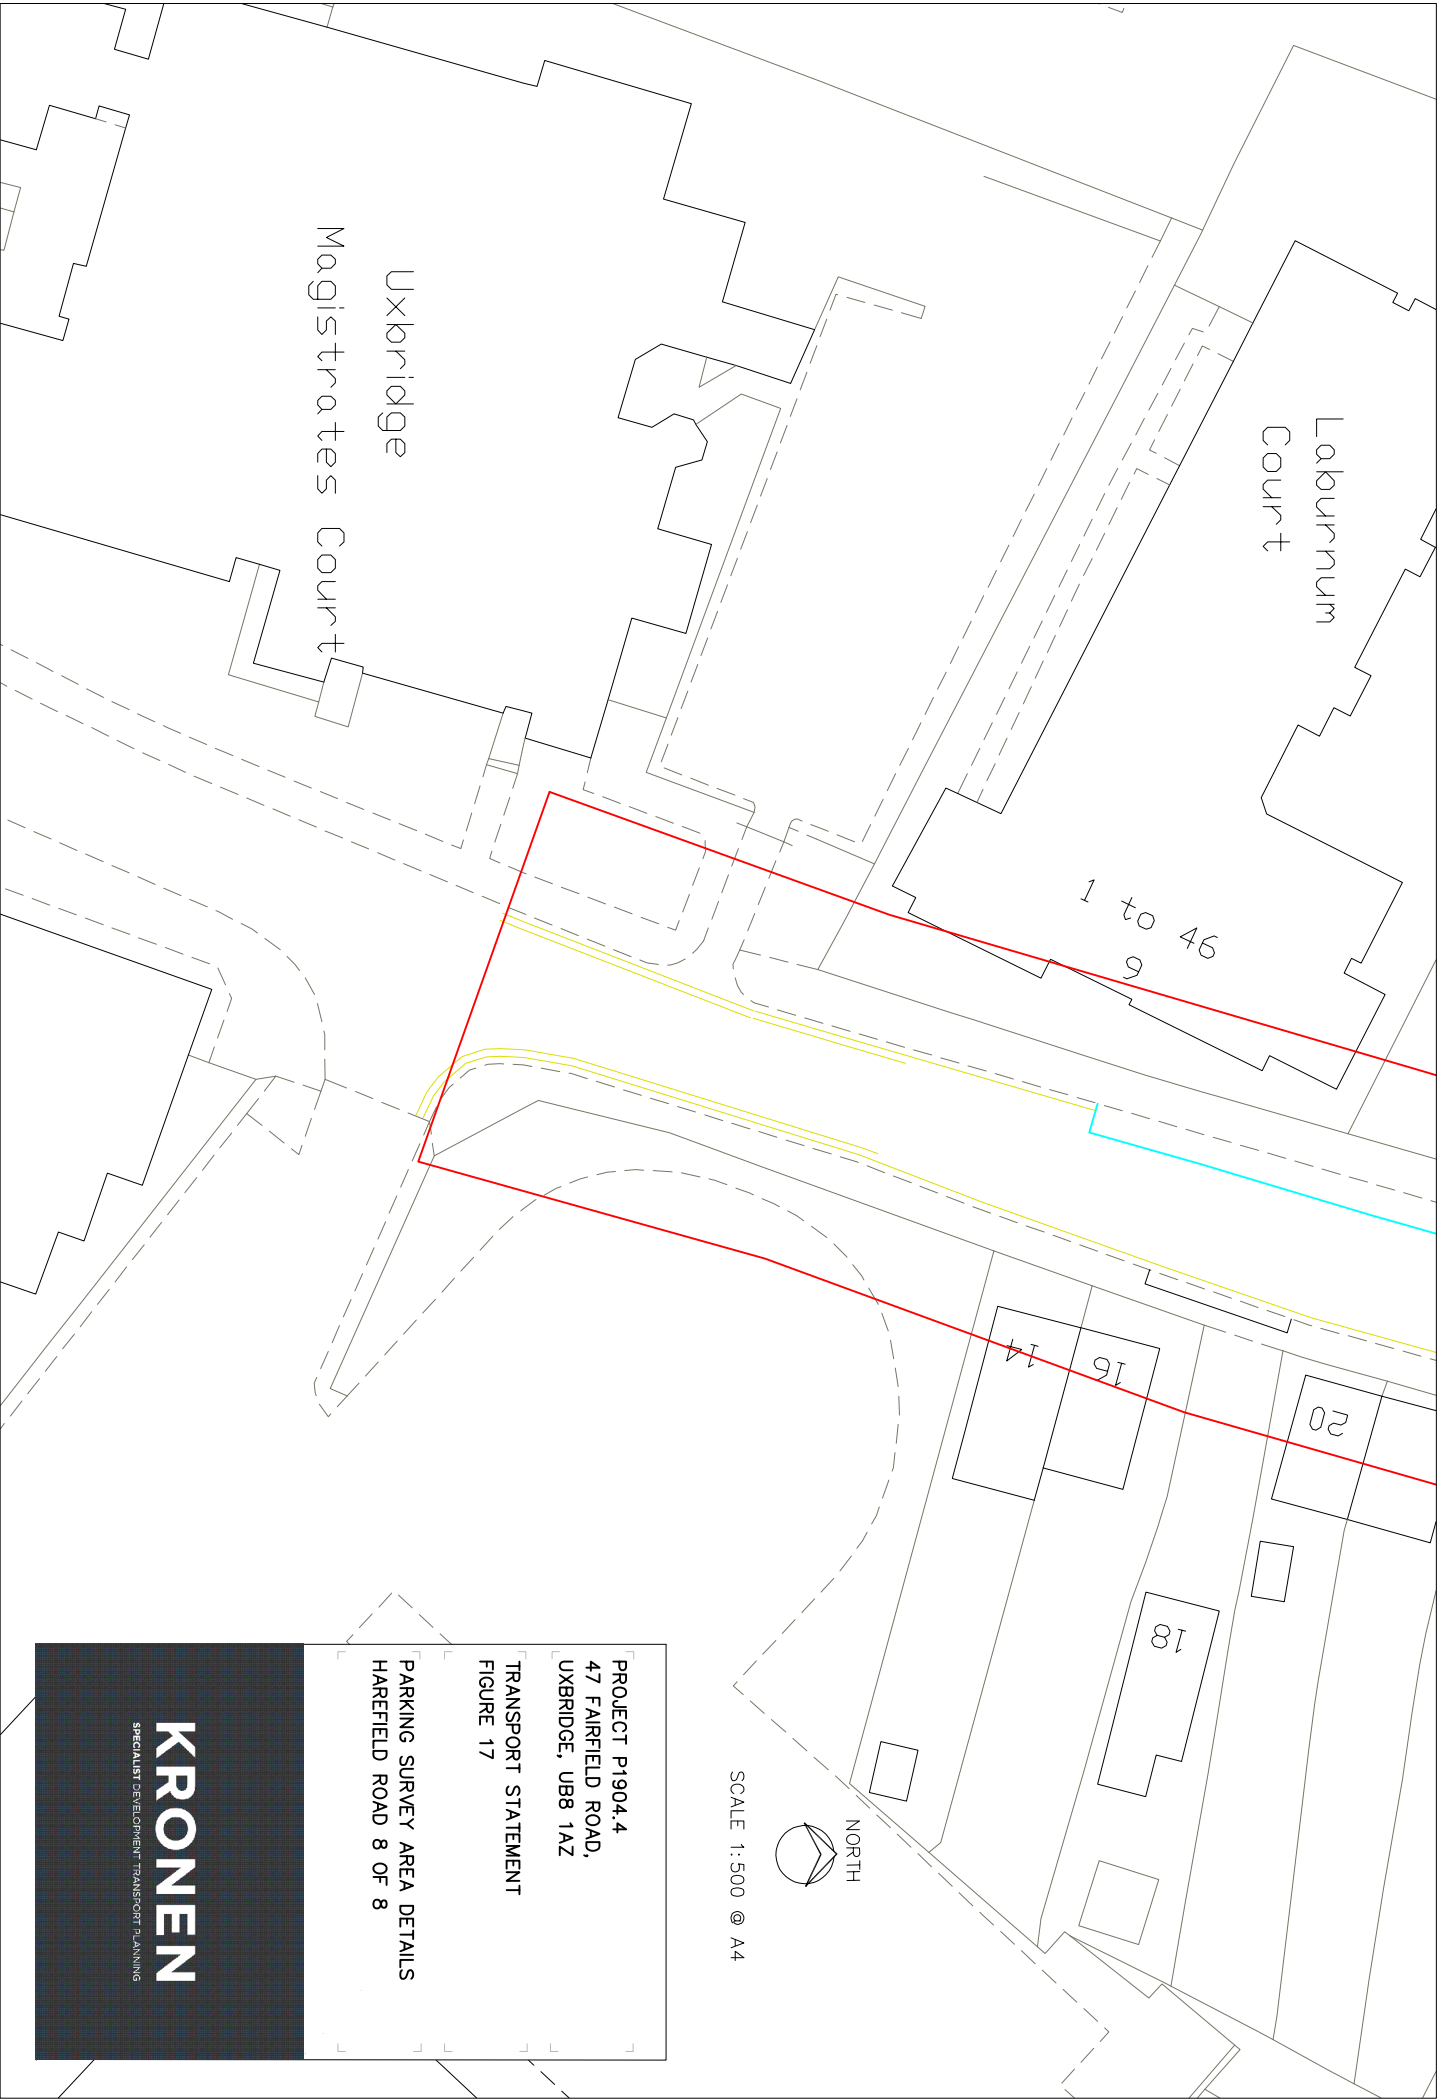 Laburnum
Court
1 to 46
9
Uxbridge
Magistrates Court
14
16
20
18
NORTH
SCALE 1:500 @ A4
PROJECT P1904.4
47 FAIRFIELD ROAD,
UXBRIDGE, UB8 1AZ
TRANSPORT STATEMENT
FIGURE 17
PARKING SURVEY AREA DETAILS
HAREFIELD ROAD 8 OF 8
KRONEN
SPECIALIST DEVELOPMENT TRANSPORT PLANNING